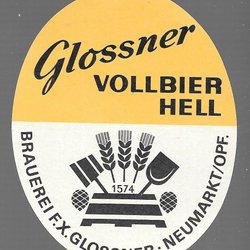 Glossner
VOLLBIER
HELL
1574
BRAUEREI F.X. GLOSSNER · NEUMARKT/OPF.